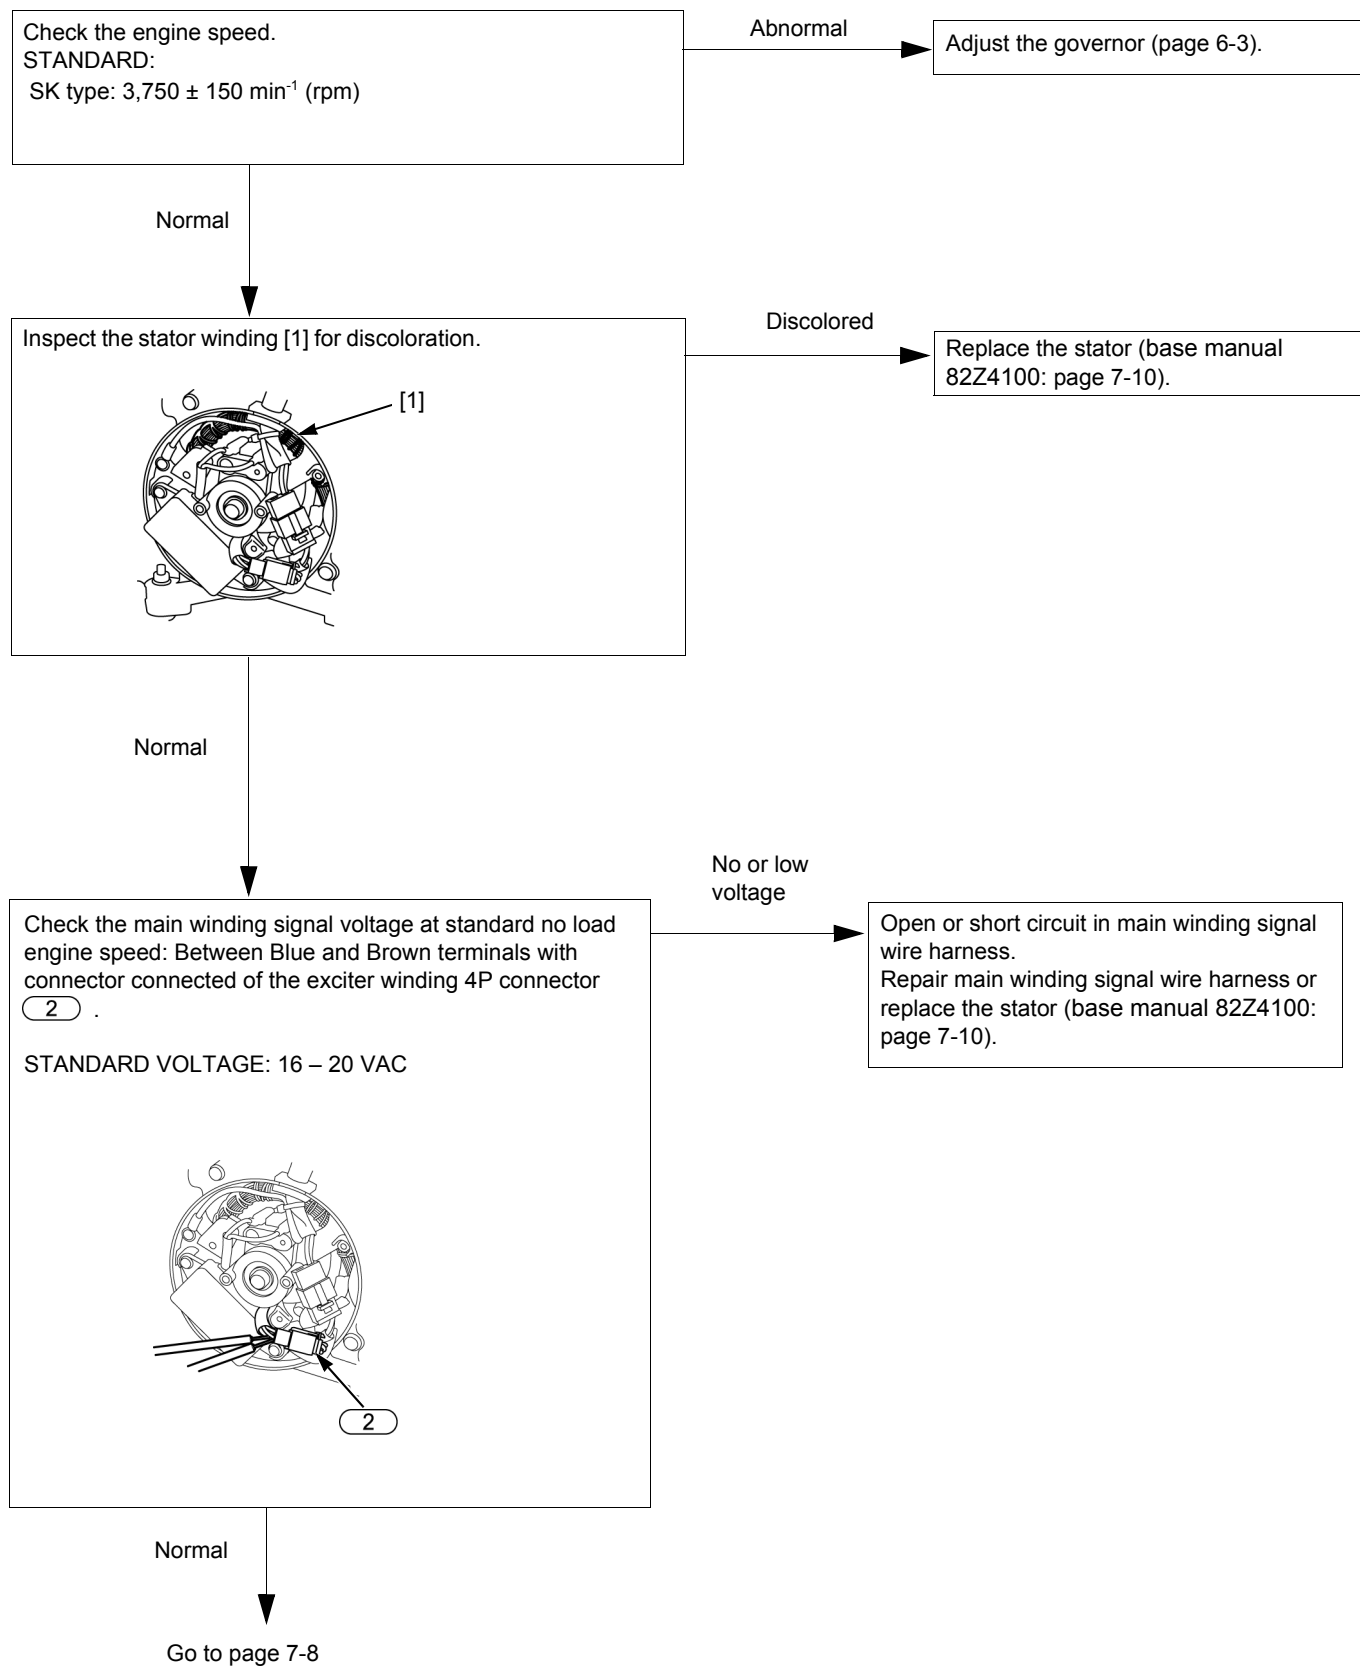 Check the engine speed.
STANDARD:
SK type: 3,750 ± 150 min⁻¹ (rpm)
Abnormal
Adjust the governor (page 6-3).
Normal
Inspect the stator winding [1] for discoloration.
[1]
Discolored
Replace the stator (base manual
82Z4100: page 7-10).
Normal
Check the main winding signal voltage at standard no load
engine speed: Between Blue and Brown terminals with
connector connected of the exciter winding 4P connector
2 .
STANDARD VOLTAGE: 16 – 20 VAC
2
No or low
voltage
Open or short circuit in main winding signal
wire harness.
Repair main winding signal wire harness or
replace the stator (base manual 82Z4100:
page 7-10).
Normal
Go to page 7-8